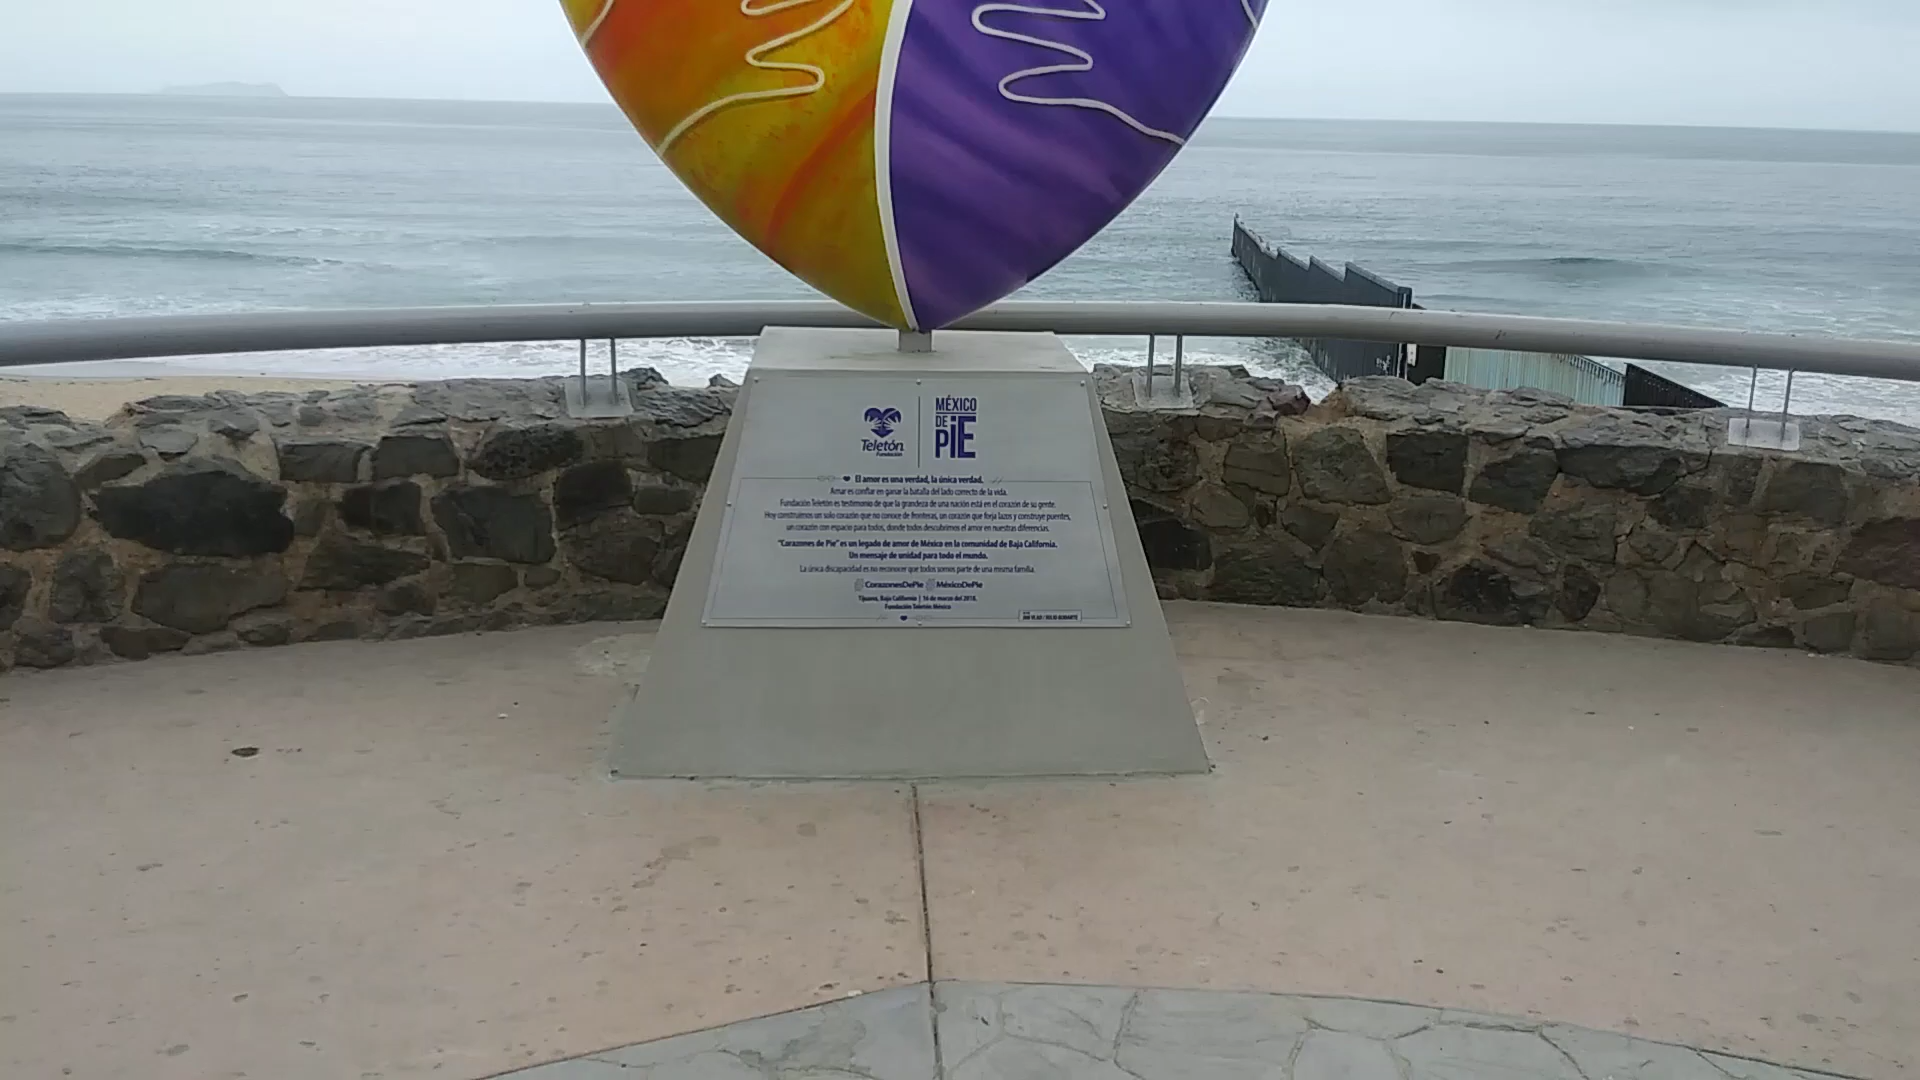 Teletón
Fundación
MÉXICO
DE
PiE
El amor es una verdad, la única verdad.
Amar es confiar en ganar la batalla del lado correcto de la vida.
Fundación Teletón es testimonio de que la grandeza de una nación está en el corazón de su gente.
Hoy construimos un solo corazón que no conoce de fronteras, un corazón que forja lazos y construye puentes,
un corazón con espacio para todos, donde todos descubrimos el amor en nuestras diferencias.
"Corazones de Pie" es un legado de amor de México en la comunidad de Baja California.
Un mensaje de unidad para todo el mundo.
La única discapacidad es no reconocer que todos somos parte de una misma familia.
#CorazonesDePie #MéxicoDePie
Tijuana, Baja California | 16 de marzo del 2018.
Fundación Teletón México